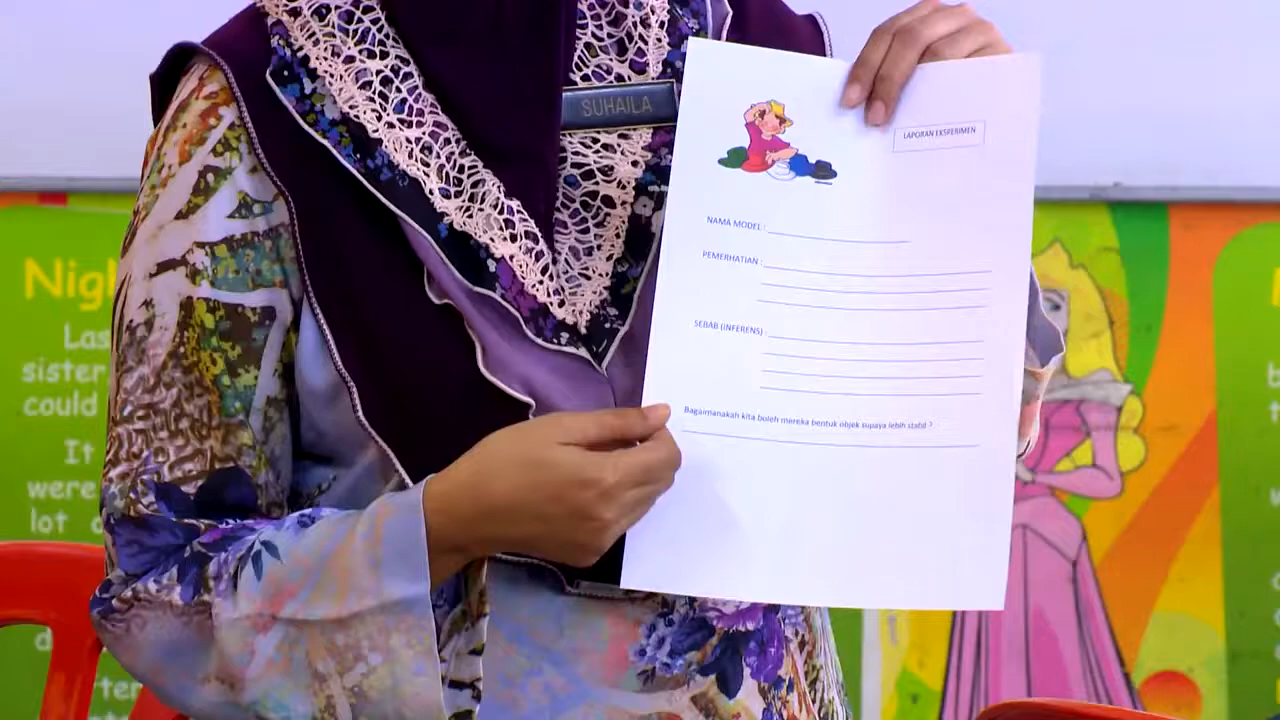 SUHAILA
LAPORAN EKSPERIMEN
NAMA MODEL :
PEMERHATIAN :
SEBAB (INFERENS) :
Bagaimanakah kita boleh mereka bentuk objek supaya lebih stabil ?
Nigh
Las
sister
could
It
were
lot